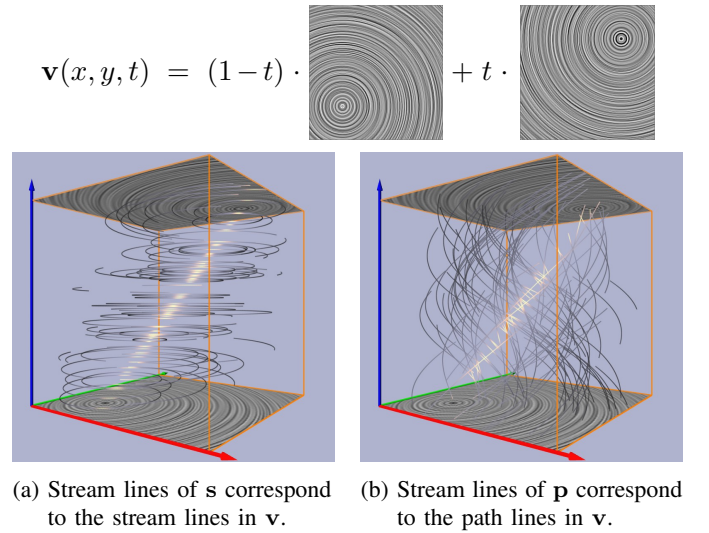 v(x, y, t) = (1−t) · + t ·
(a) Stream lines of s correspond
to the stream lines in v.
(b) Stream lines of p correspond
to the path lines in v.